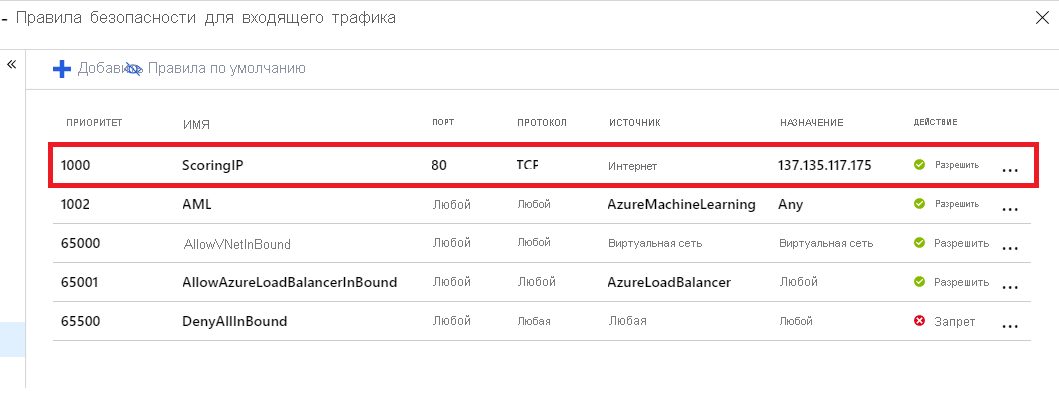 - Правила безопасности для входящего трафика
« Добавить Правила по умолчанию
ПРИОРИТЕТ ИМЯ ПОРТ ПРОТОКОЛ ИСТОЧНИК НАЗНАЧЕНИЕ ДЕЙСТВИЕ
1000 ScoringIP 80 TCP Интернет 137.135.117.175 Разрешить ...
1002 AML Любой Любой AzureMachineLearning Any Разрешить ...
65000 AllowVNetInBound Любой Любой Виртуальная сеть Виртуальная сеть Разрешить ...
65001 AllowAzureLoadBalancerInBound Любой Любой AzureLoadBalancer Любой Разрешить ...
65500 DenyAllInBound Любой Любая Любая Любой Запрет ...